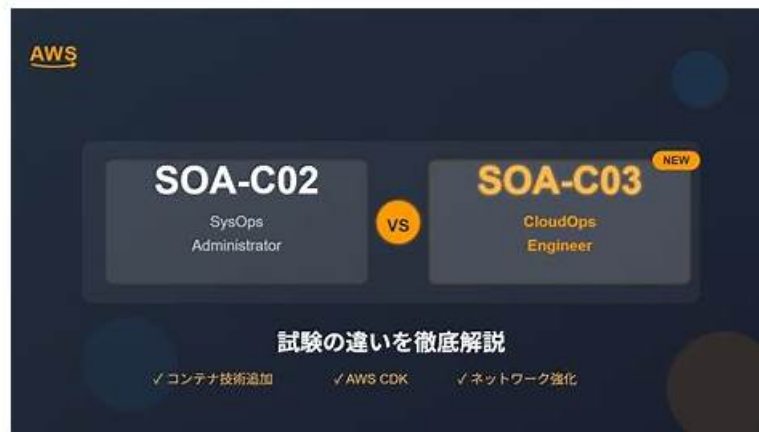 AWS
SOA-C02
SysOps
Administrator
VS
NEW
SOA-C03
CloudOps
Engineer
試験の違いを徹底解説
✓ コンテナ技術追加
✓ AWS CDK
✓ ネットワーク強化